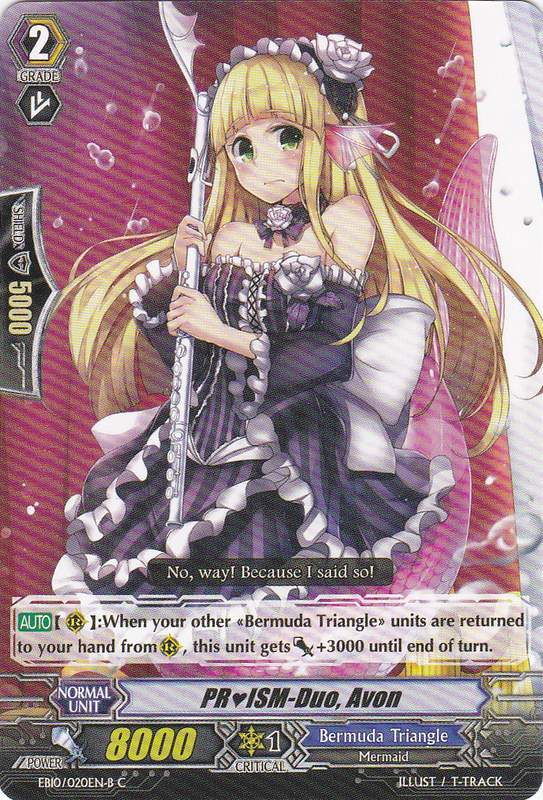 2
GRADE
SHIELD
5000
No, way! Because I said so!
AUTO【 R 】:When your other «Bermuda Triangle» units are returned
to your hand from R, this unit gets +3000 until end of turn.
NORMAL
UNIT
PR♥ISM-Duo, Avon
POWER
8000
1
CRITICAL
Bermuda Triangle
Mermaid
EB10/020EN-B C
ILLUST / T-TRACK